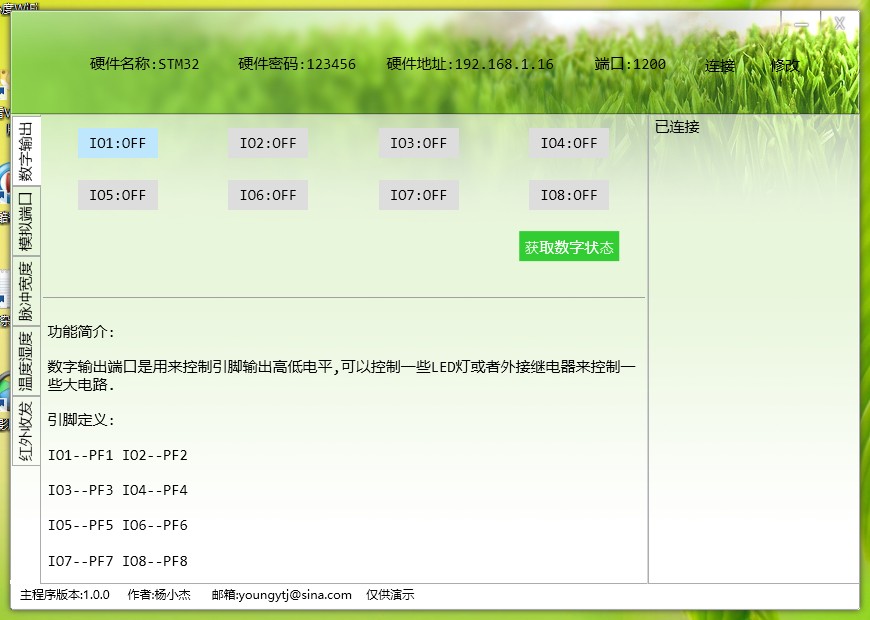 硬件名称:STM32 硬件密码:123456 硬件地址:192.168.1.16 端口:1200 连接 修改
数字输出
模拟端口
脉冲宽度
温度湿度
红外收发
IO1:OFF IO2:OFF IO3:OFF IO4:OFF
IO5:OFF IO6:OFF IO7:OFF IO8:OFF
获取数字状态
功能简介:
数字输出端口是用来控制引脚输出高低电平,可以控制一些LED灯或者外接继电器来控制一
些大电路.
引脚定义:
IO1--PF1 IO2--PF2
IO3--PF3 IO4--PF4
IO5--PF5 IO6--PF6
IO7--PF7 IO8--PF8
已连接
主程序版本:1.0.0 作者:杨小杰 邮箱:youngytj@sina.com 仅供演示